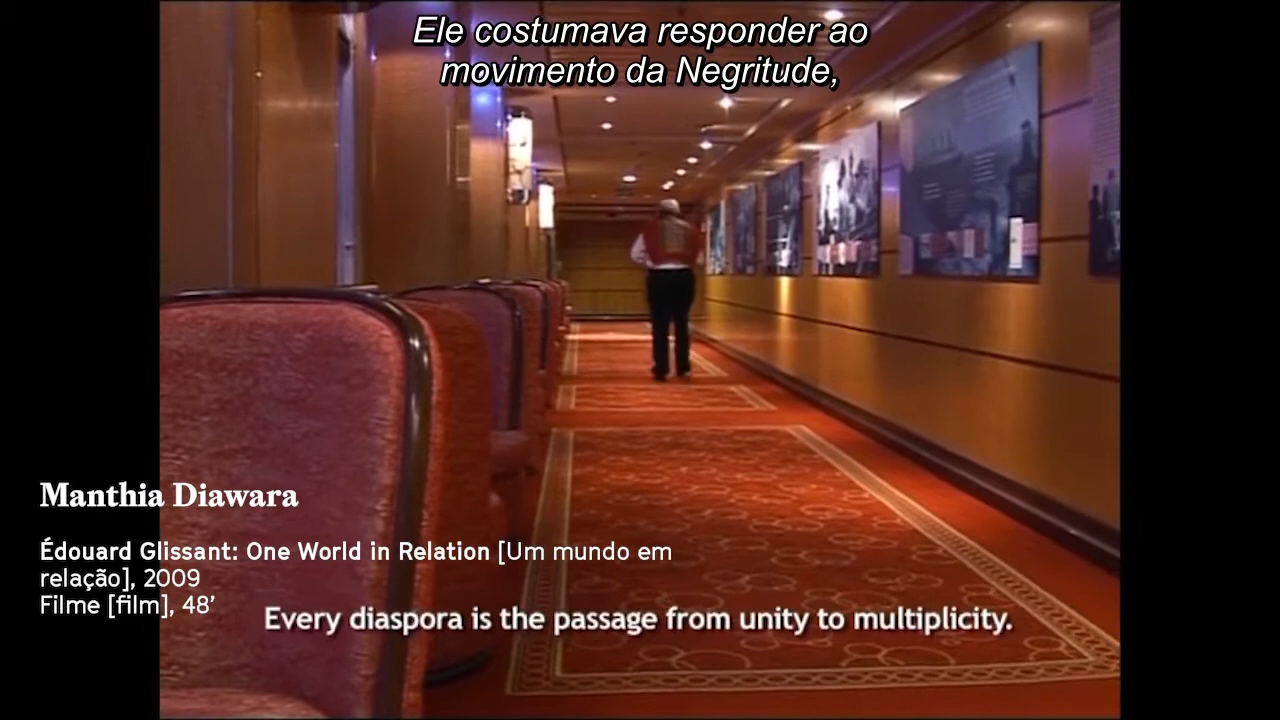 Ele costumava responder ao
movimento da Negritude,
Manthia Diawara
Édouard Glissant: One World in Relation [Um mundo em
relação], 2009
Filme [film], 48’
Every diaspora is the passage from unity to multiplicity.